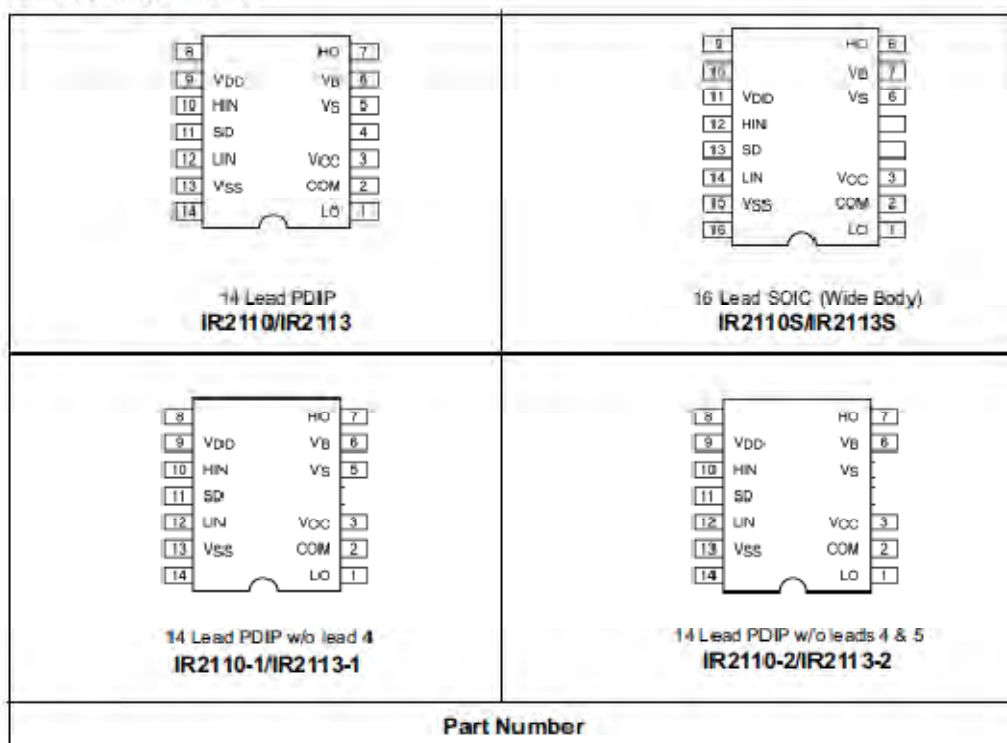 8 HO 7
9 VDD VB 6
10 HIN VS 5
11 SD 4
12 LIN VCC 3
13 VSS COM 2
14 LO 1
14 Lead PDIP
IR2110/IR2113
9 HO 8
10 VB 7
11 VDD VS 6
12 HIN
13 SD
14 LIN VCC 3
15 VSS COM 2
16 LO 1
16 Lead SOIC (Wide Body)
IR2110S/IR2113S
8 HO 7
9 VDD VB 6
10 HIN VS 5
11 SD
12 LIN VCC 3
13 VSS COM 2
14 LO 1
14 Lead PDIP w/o lead 4
IR2110-1/IR2113-1
8 HO 7
9 VDD VB 6
10 HIN VS
11 SD
12 LIN VCC 3
13 VSS COM 2
14 LO 1
14 Lead PDIP w/o leads 4 & 5
IR2110-2/IR2113-2
Part Number